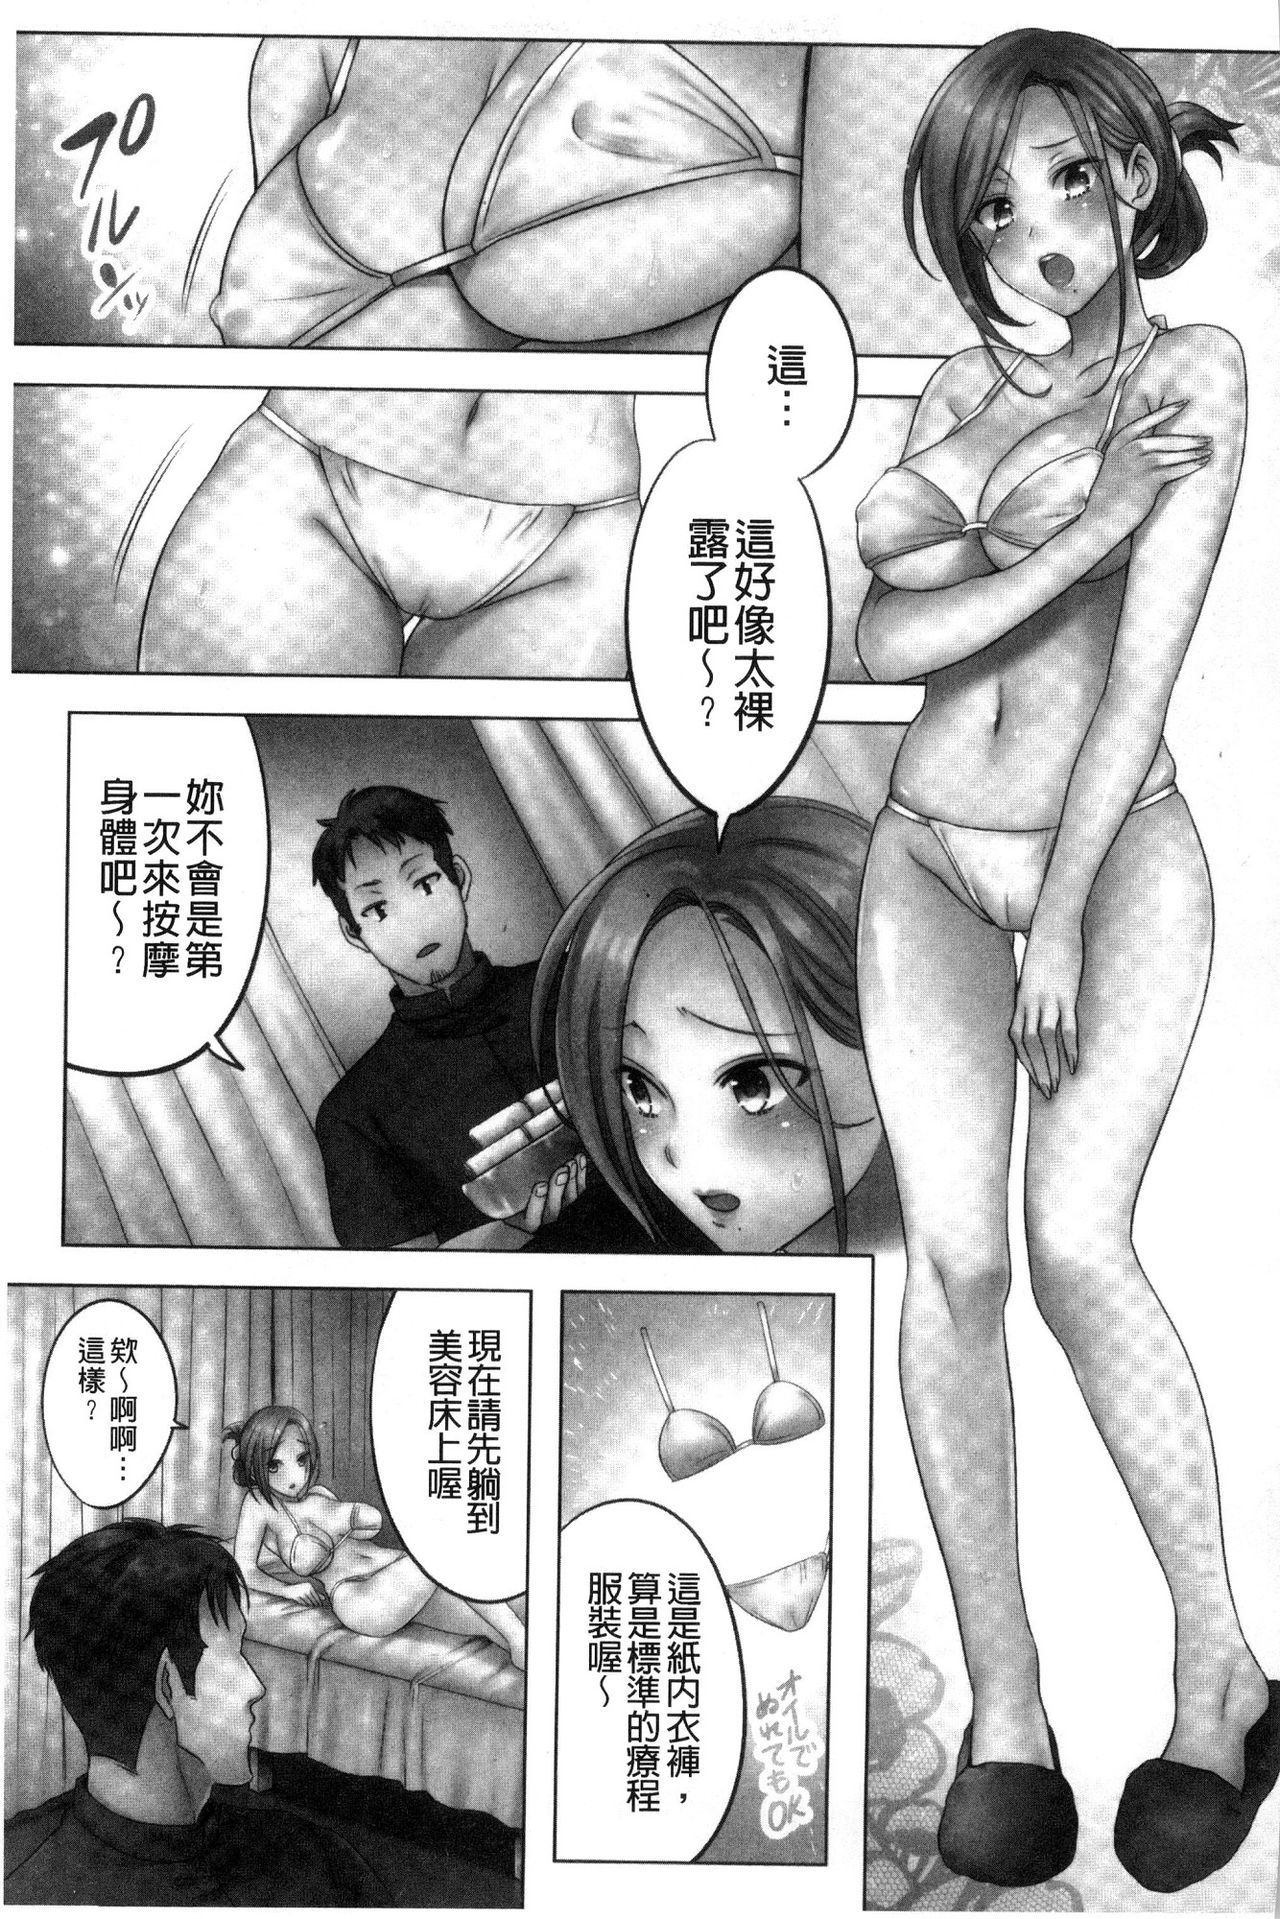 プルンッ
這…
這好像太裸
露了吧～？
妳不會是第
一次來按摩
身體吧～？
這是紙內衣褲，
算是標準的療程
服裝喔～
オイルで
ぬれても
OK
現在請先躺到
美容床上喔
欸～啊啊…
這樣？